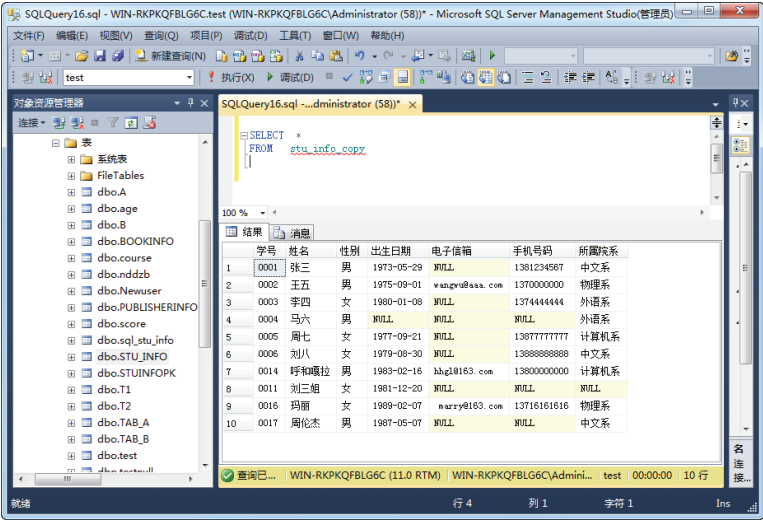 SQLQuery16.sql - WIN-RKPKQFBLG6C.test (WIN-RKPKQFBLG6C\Administrator (58))* - Microsoft SQL Server Management Studio(管理员)
文件(F) 编辑(E) 视图(V) 查询(Q) 项目(P) 调试(D) 工具(T) 窗口(W) 帮助(H)
新建查询(N)
test 执行(X) 调试(D)
对象资源管理器
连接
表
系统表
FileTables
dbo.A
dbo.age
dbo.B
dbo.BOOKINFO
dbo.course
dbo.nddzb
dbo.Newuser
dbo.PUBLISHERINFO
dbo.score
dbo.sql_stu_info
dbo.STU_INFO
dbo.STUINFOPK
dbo.T1
dbo.T2
dbo.TAB_A
dbo.TAB_B
dbo.test
dbo.testnull
SQLQuery16.sql -...dministrator (58))*
SELECT *
FROM stu_info_copy
100 %
结果 消息
学号 姓名 性别 出生日期 电子信箱 手机号码 所属院系
1 0001 张三 男 1973-05-29 NULL 1381234567 中文系
2 0002 王五 男 1975-09-01 wangwu@aaa.com 1370000000 物理系
3 0003 李四 女 1980-01-08 NULL 1374444444 外语系
4 0004 马六 男 NULL NULL NULL 外语系
5 0005 周七 女 1977-09-21 NULL 13877777777 计算机系
6 0006 刘八 女 1979-08-30 NULL 13888888888 中文系
7 0014 呼和嘎拉 男 1983-02-16 hhgl@163.com 13800000000 计算机系
8 0011 刘三姐 女 1981-12-20 NULL NULL NULL
9 0016 玛丽 女 1989-02-07 marry@163.com 13716161616 物理系
10 0017 周伦杰 男 1987-05-07 NULL NULL 中文系
查询已... WIN-RKPKQFBLG6C (11.0 RTM) WIN-RKPKQFBLG6C\Admini... test 00:00:00 10 行
名
连
接...
就绪 行 4 列 1 字符 1 Ins